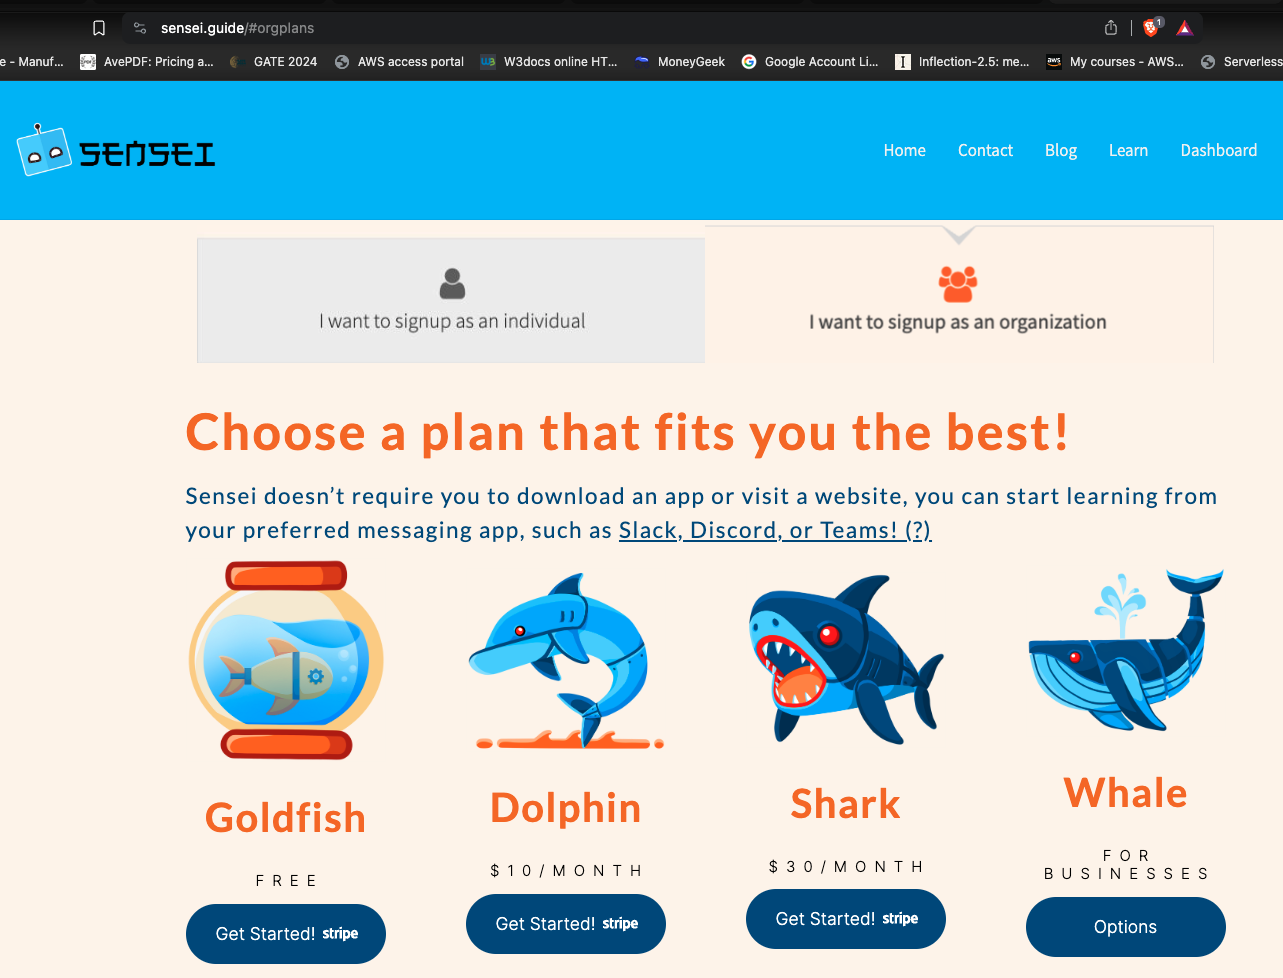 sensei.guide/#orgplans
1
e - Manuf...
AvePDF: Pricing a...
GATE 2024
AWS access portal
W3docs online HT...
MoneyGeek
Google Account Li...
Inflection-2.5: me...
My courses - AWS...
Serverless
SENSEI
Home
Contact
Blog
Learn
Dashboard
I want to signup as an individual
I want to signup as an organization
Choose a plan that fits you the best!
Sensei doesn’t require you to download an app or visit a website, you can start learning from
your preferred messaging app, such as Slack, Discord, or Teams! (?)
Goldfish
FREE
Get Started! stripe
Dolphin
$10/MONTH
Get Started! stripe
Shark
$30/MONTH
Get Started! stripe
Whale
FOR
BUSINESSES
Options